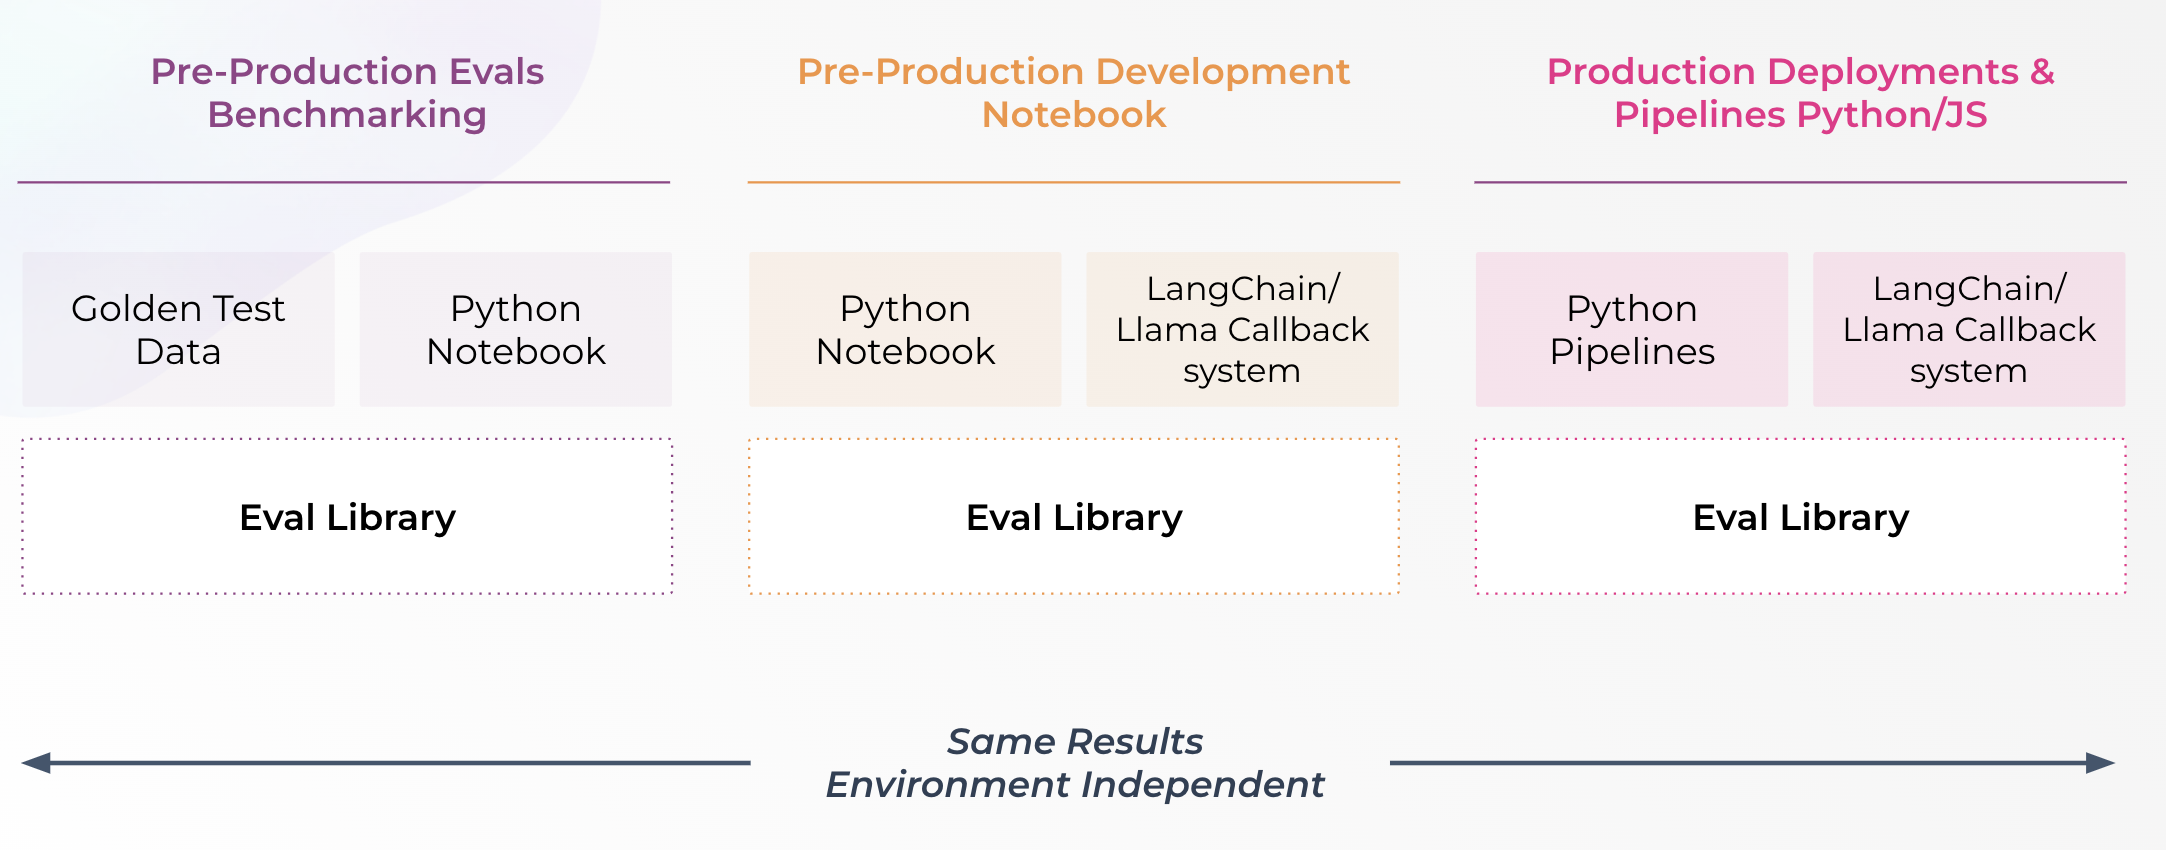 Pre-Production Evals
Benchmarking
Pre-Production Development
Notebook
Production Deployments &
Pipelines Python/JS
Golden Test
Data
Python
Notebook
Python
Notebook
LangChain/
Llama Callback
system
Python
Pipelines
LangChain/
Llama Callback
system
Eval Library
Eval Library
Eval Library
Same Results
Environment Independent